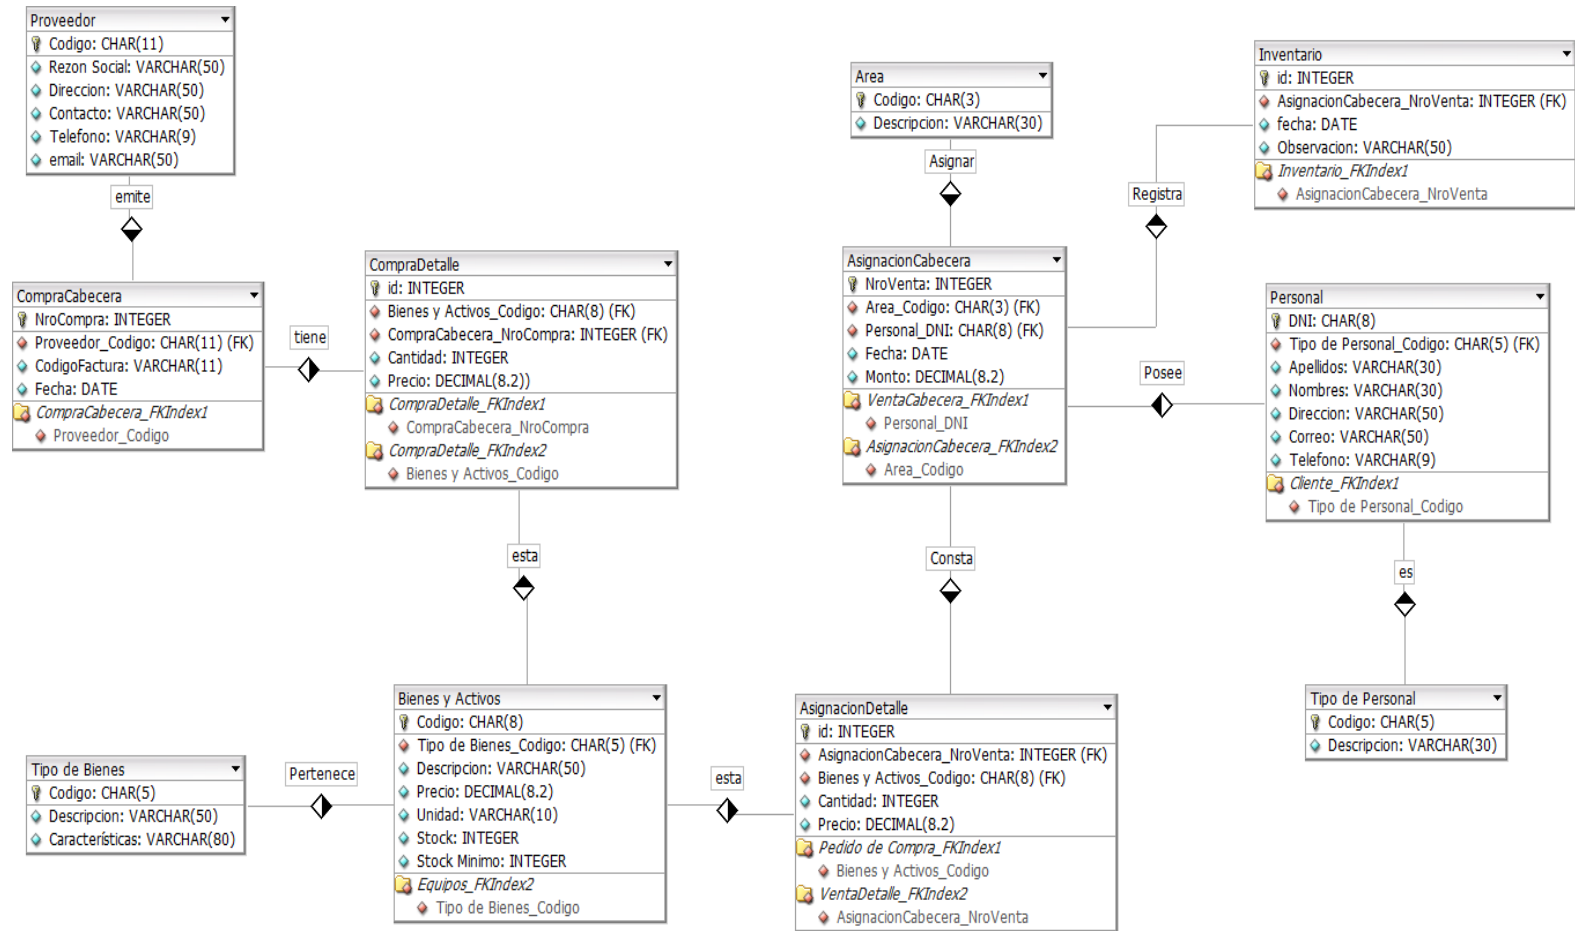 Proveedor
Codigo: CHAR(11)
Rezon Social: VARCHAR(50)
Direccion: VARCHAR(50)
Contacto: VARCHAR(50)
Telefono: VARCHAR(9)
email: VARCHAR(50)
emite
CompraCabecera
NroCompra: INTEGER
Proveedor_Codigo: CHAR(11) (FK)
CodigoFactura: VARCHAR(11)
Fecha: DATE
CompraCabecera_FKIndex1
Proveedor_Codigo
tiene
CompraDetalle
id: INTEGER
Bienes y Activos_Codigo: CHAR(8) (FK)
CompraCabecera_NroCompra: INTEGER (FK)
Cantidad: INTEGER
Precio: DECIMAL(8.2))
CompraDetalle_FKIndex1
CompraCabecera_NroCompra
CompraDetalle_FKIndex2
Bienes y Activos_Codigo
esta
Area
Codigo: CHAR(3)
Descripcion: VARCHAR(30)
Asignar
Registra
Inventario
id: INTEGER
AsignacionCabecera_NroVenta: INTEGER (FK)
fecha: DATE
Observacion: VARCHAR(50)
Inventario_FKIndex1
AsignacionCabecera_NroVenta
AsignacionCabecera
NroVenta: INTEGER
Area_Codigo: CHAR(3) (FK)
Personal_DNI: CHAR(8) (FK)
Fecha: DATE
Monto: DECIMAL(8.2)
VentaCabecera_FKIndex1
Personal_DNI
AsignacionCabecera_FKIndex2
Area_Codigo
Posee
Personal
DNI: CHAR(8)
Tipo de Personal_Codigo: CHAR(5) (FK)
Apellidos: VARCHAR(30)
Nombres: VARCHAR(30)
Direccion: VARCHAR(50)
Correo: VARCHAR(50)
Telefono: VARCHAR(9)
Cliente_FKIndex1
Tipo de Personal_Codigo
Consta
es
Tipo de Bienes
Codigo: CHAR(5)
Descripcion: VARCHAR(50)
Características: VARCHAR(80)
Pertenece
Bienes y Activos
Codigo: CHAR(8)
Tipo de Bienes_Codigo: CHAR(5) (FK)
Descripcion: VARCHAR(50)
Precio: DECIMAL(8.2)
Unidad: VARCHAR(10)
Stock: INTEGER
Stock Minimo: INTEGER
Equipos_FKIndex2
Tipo de Bienes_Codigo
esta
AsignacionDetalle
id: INTEGER
AsignacionCabecera_NroVenta: INTEGER (FK)
Bienes y Activos_Codigo: CHAR(8) (FK)
Cantidad: INTEGER
Precio: DECIMAL(8.2)
Pedido de Compra_FKIndex1
Bienes y Activos_Codigo
VentaDetalle_FKIndex2
AsignacionCabecera_NroVenta
Tipo de Personal
Codigo: CHAR(5)
Descripcion: VARCHAR(30)